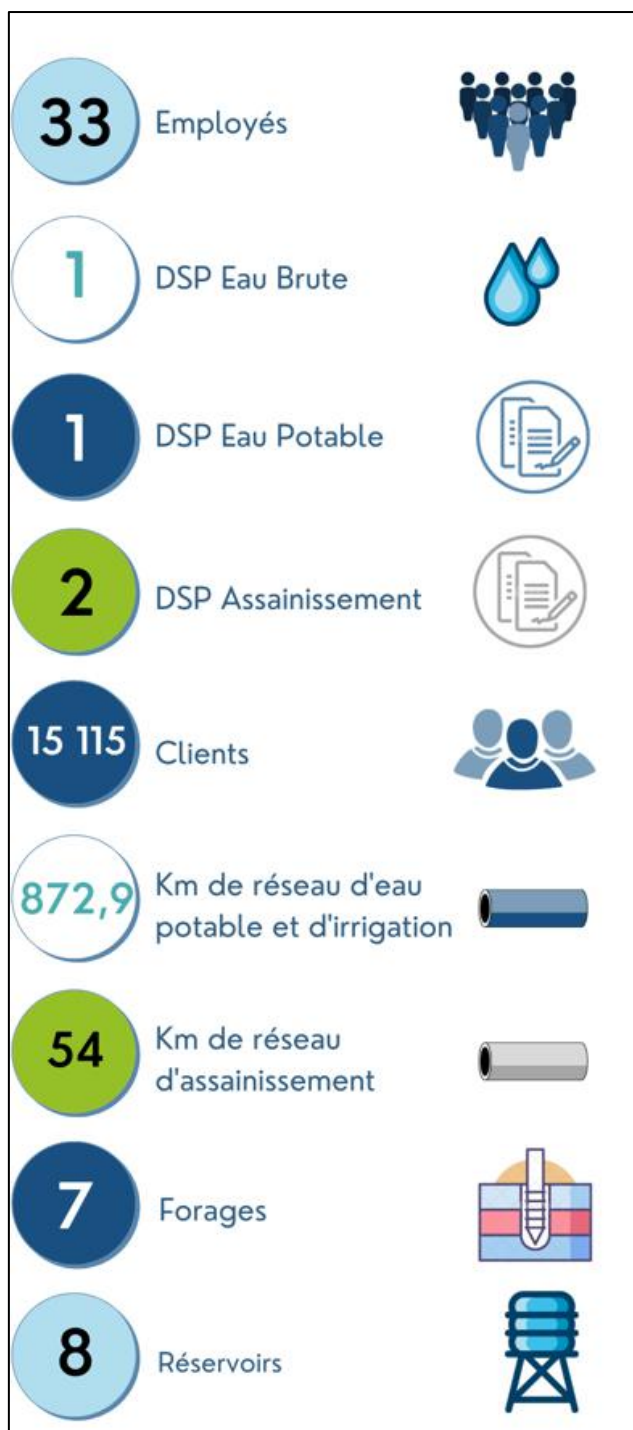 33 Employés
1 DSP Eau Brute
1 DSP Eau Potable
2 DSP Assainissement
15 115 Clients
872,9 Km de réseau d'eau
potable et d'irrigation
54 Km de réseau
d'assainissement
7 Forages
8 Réservoirs